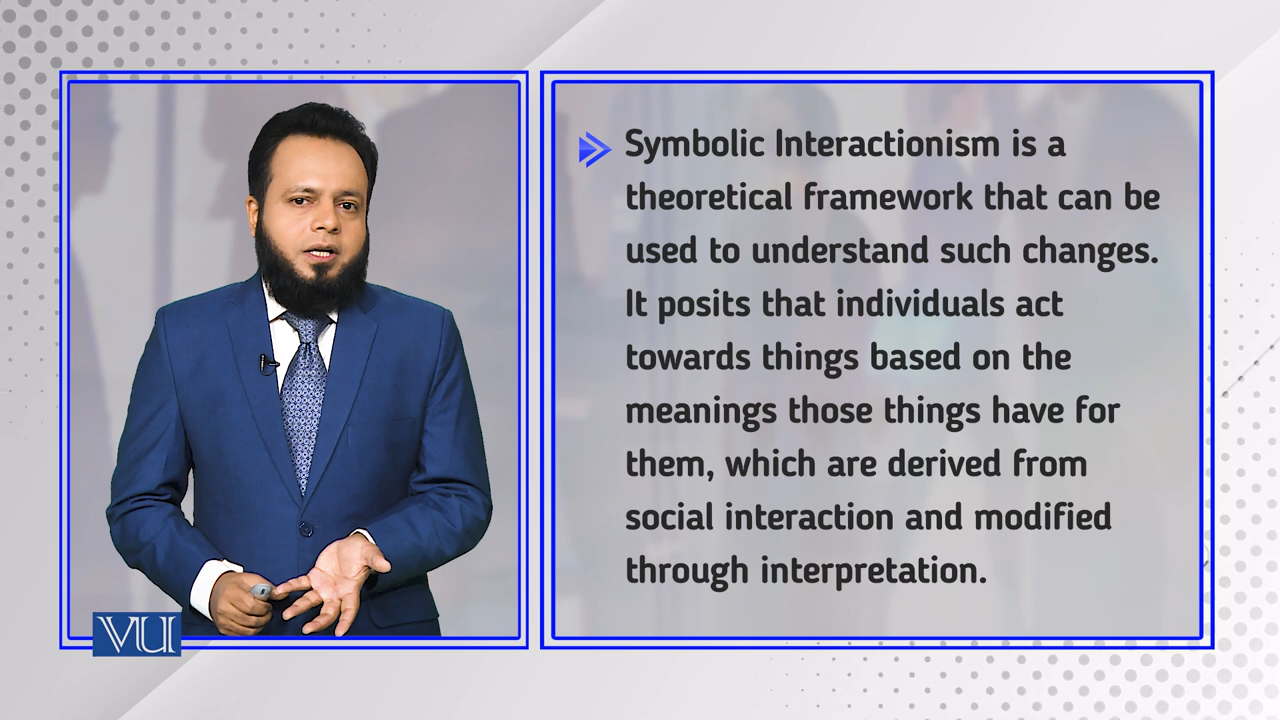 Symbolic Interactionism is a
theoretical framework that can be
used to understand such changes.
It posits that individuals act
towards things based on the
meanings those things have for
them, which are derived from
social interaction and modified
through interpretation.
VU